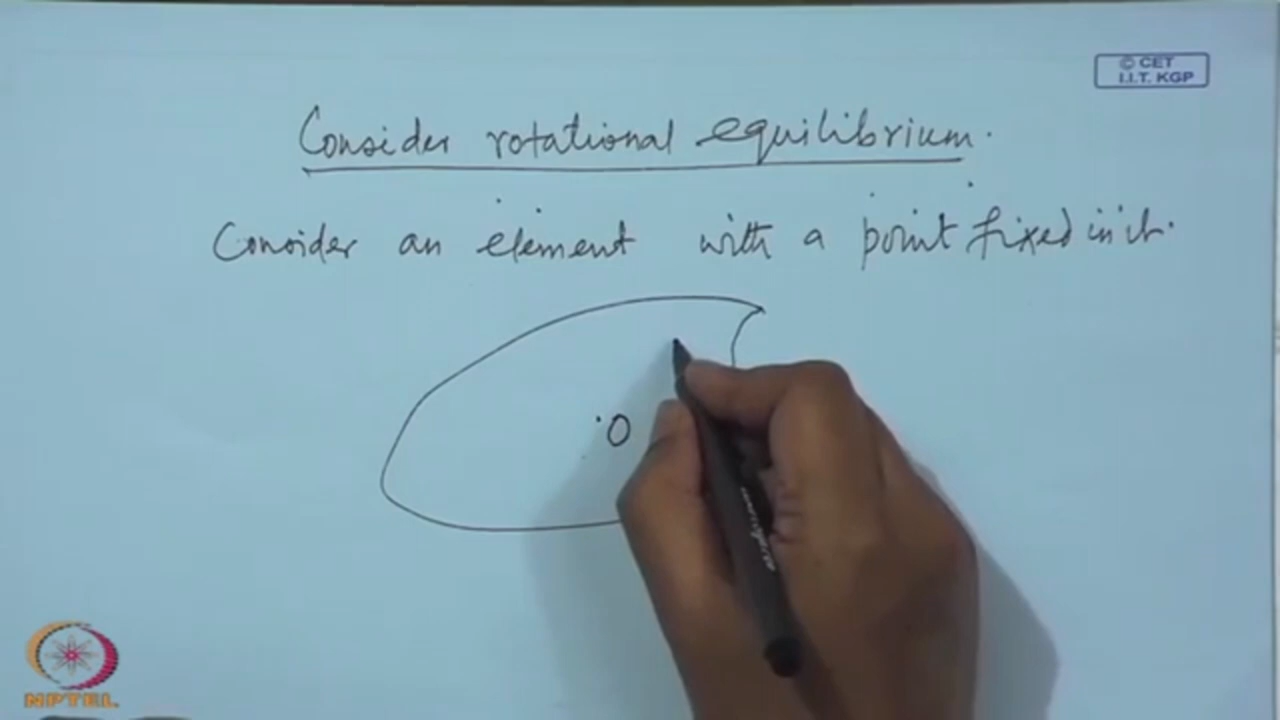 © CET
I.I.T. KGP
Consider rotational equilibrium.
Consider an element with a point fixed in it.
O
NPTEL